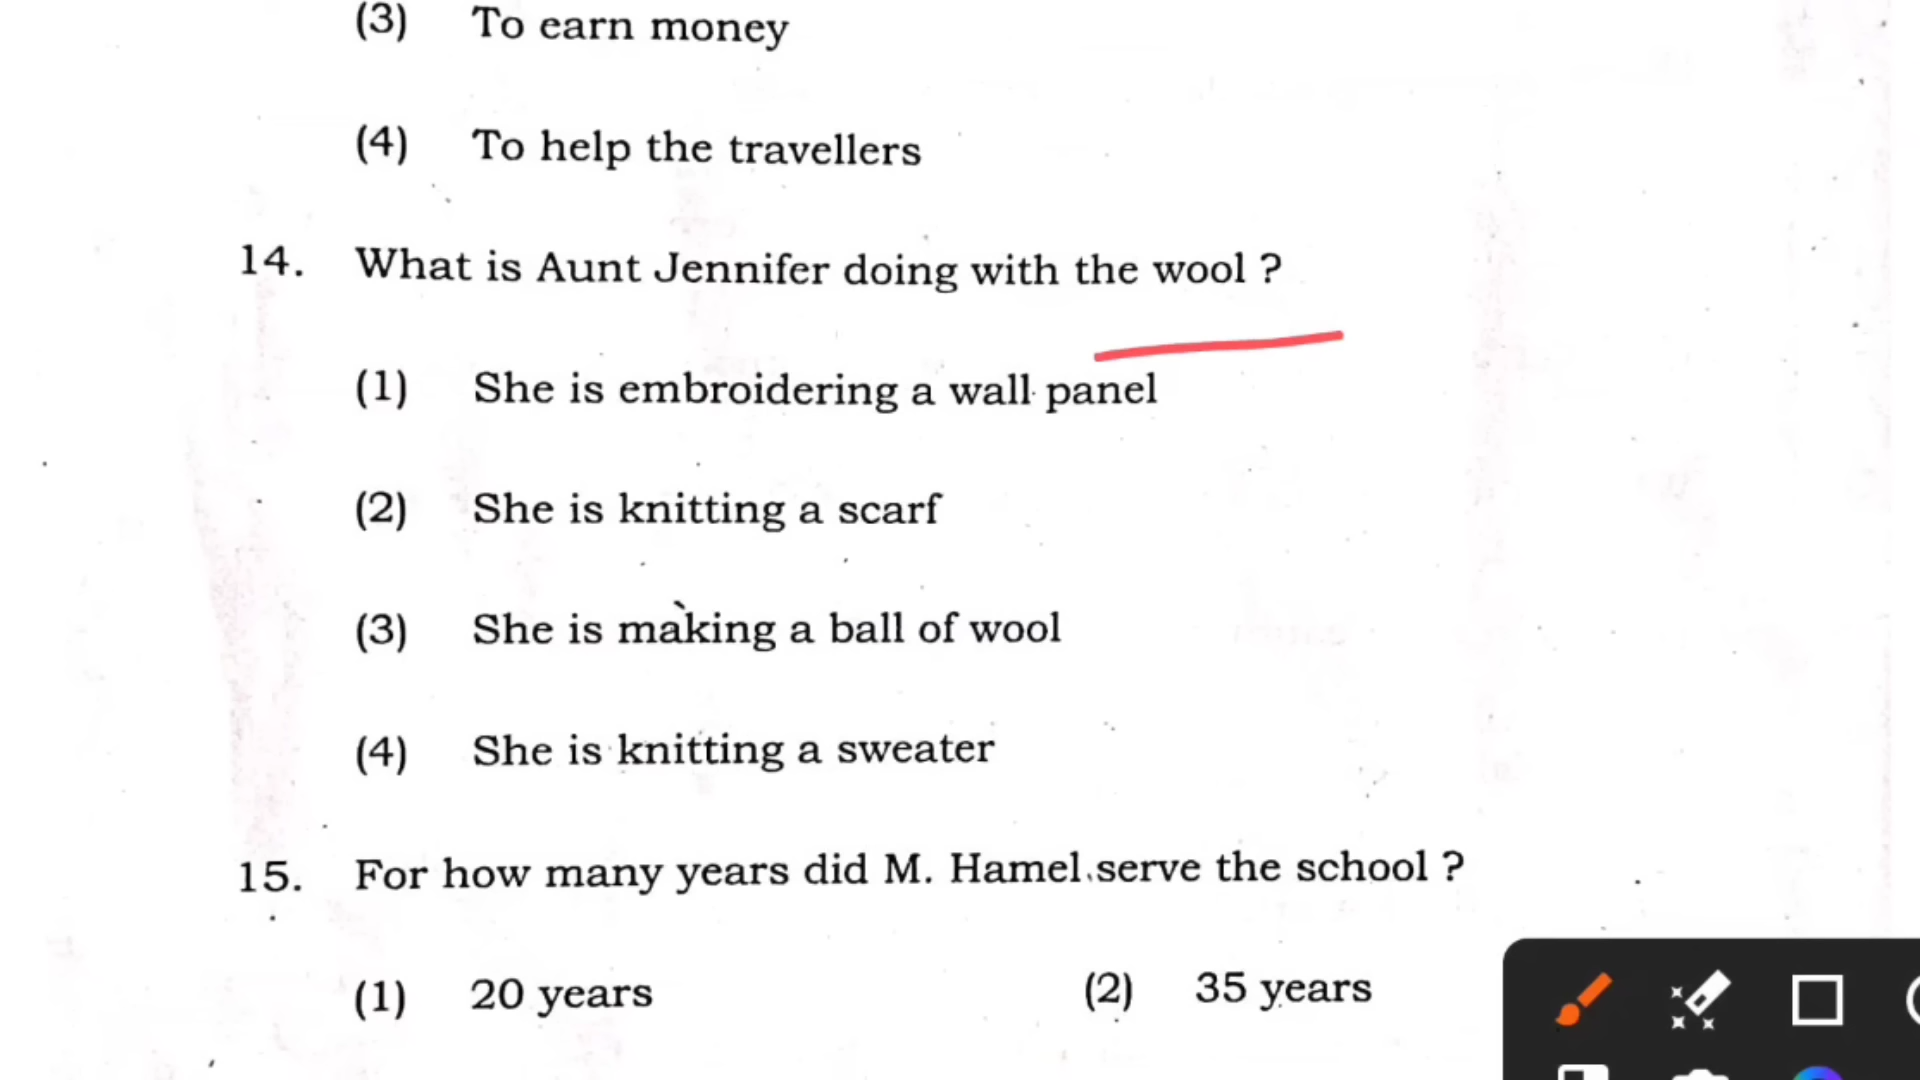 (3) To earn money
(4) To help the travellers
14. What is Aunt Jennifer doing with the wool ?
(1) She is embroidering a wall panel
(2) She is knitting a scarf
(3) She is making a ball of wool
(4) She is knitting a sweater
15. For how many years did M. Hamel serve the school ?
(1) 20 years (2) 35 years